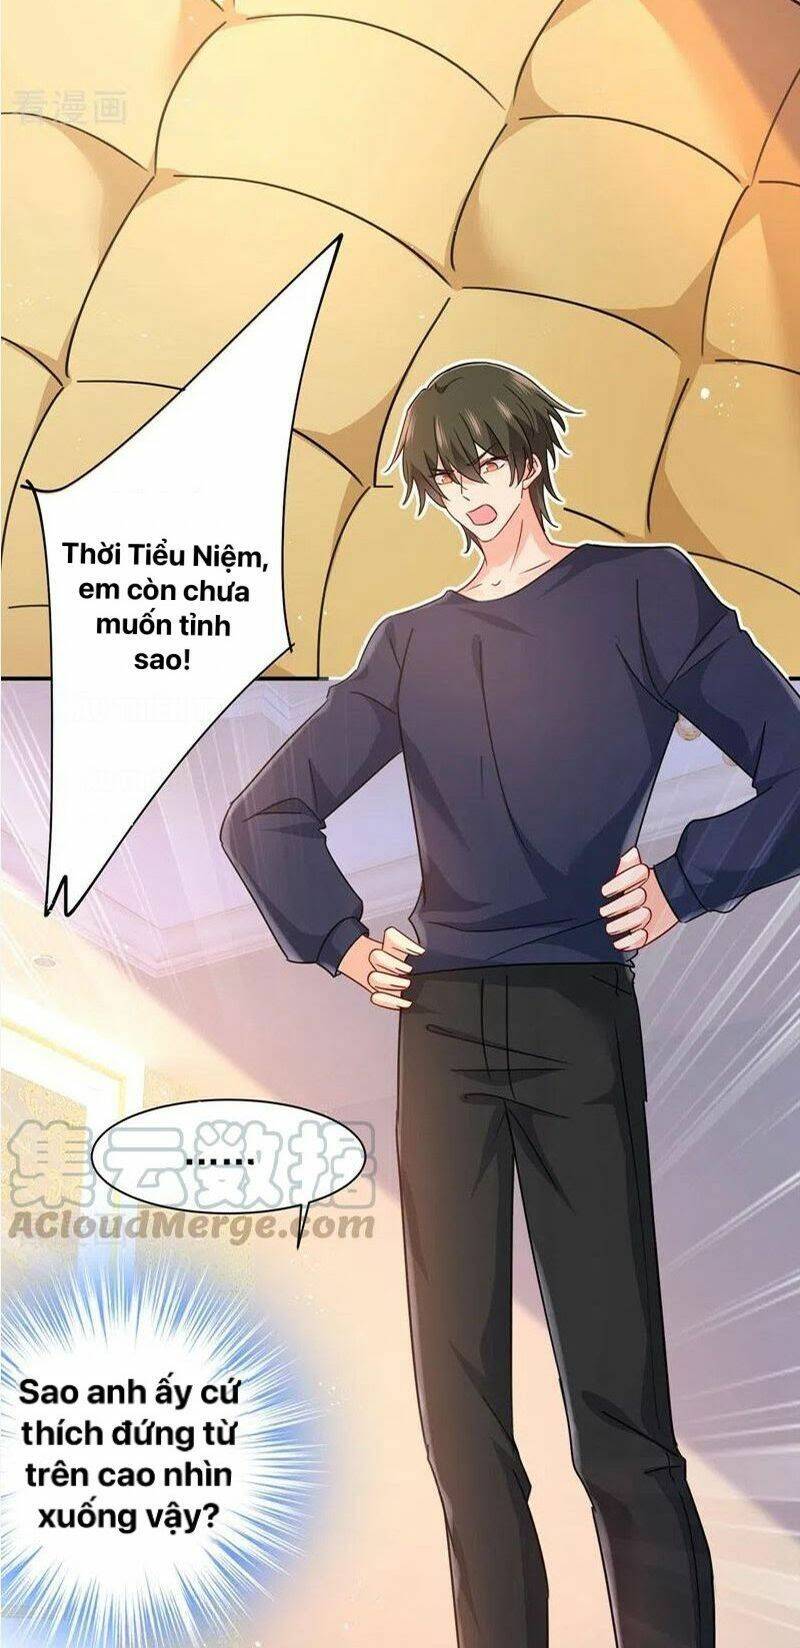 看漫画
Thời Tiểu Niệm,
em còn chưa
muốn tỉnh
sao!
集云数据
.......
ACloudMerge.com
Sao anh ấy cứ
thích đứng từ
trên cao nhìn
xuống vậy?